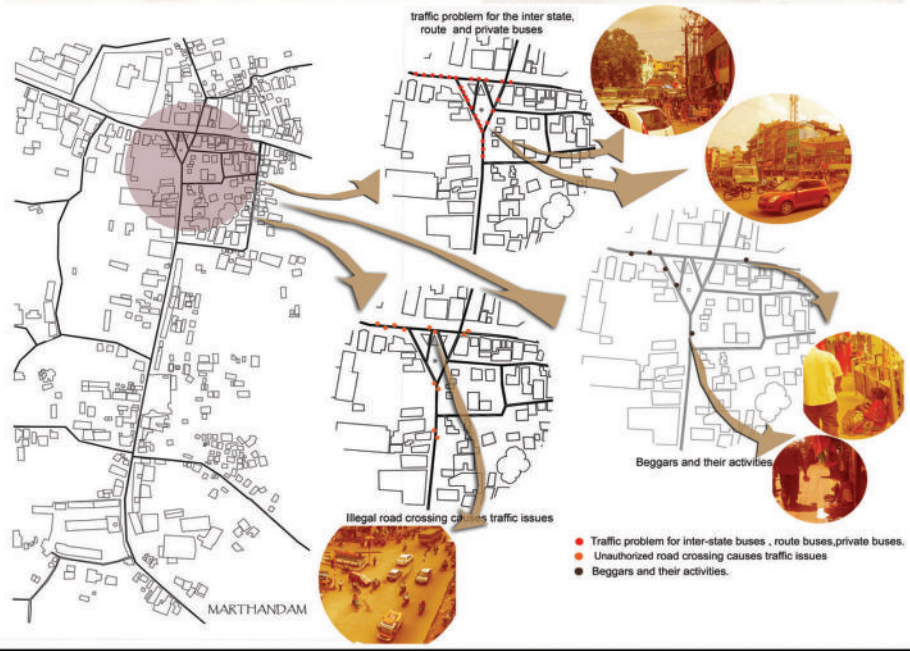 traffic problem for the inter state,
route and private buses
Beggars and their activities
Illegal road crossing causes traffic issues
Traffic problem for inter-state buses , route buses,private buses.
Unauthorized road crossing causes traffic issues
Beggars and their activities.
MARTHANDAM